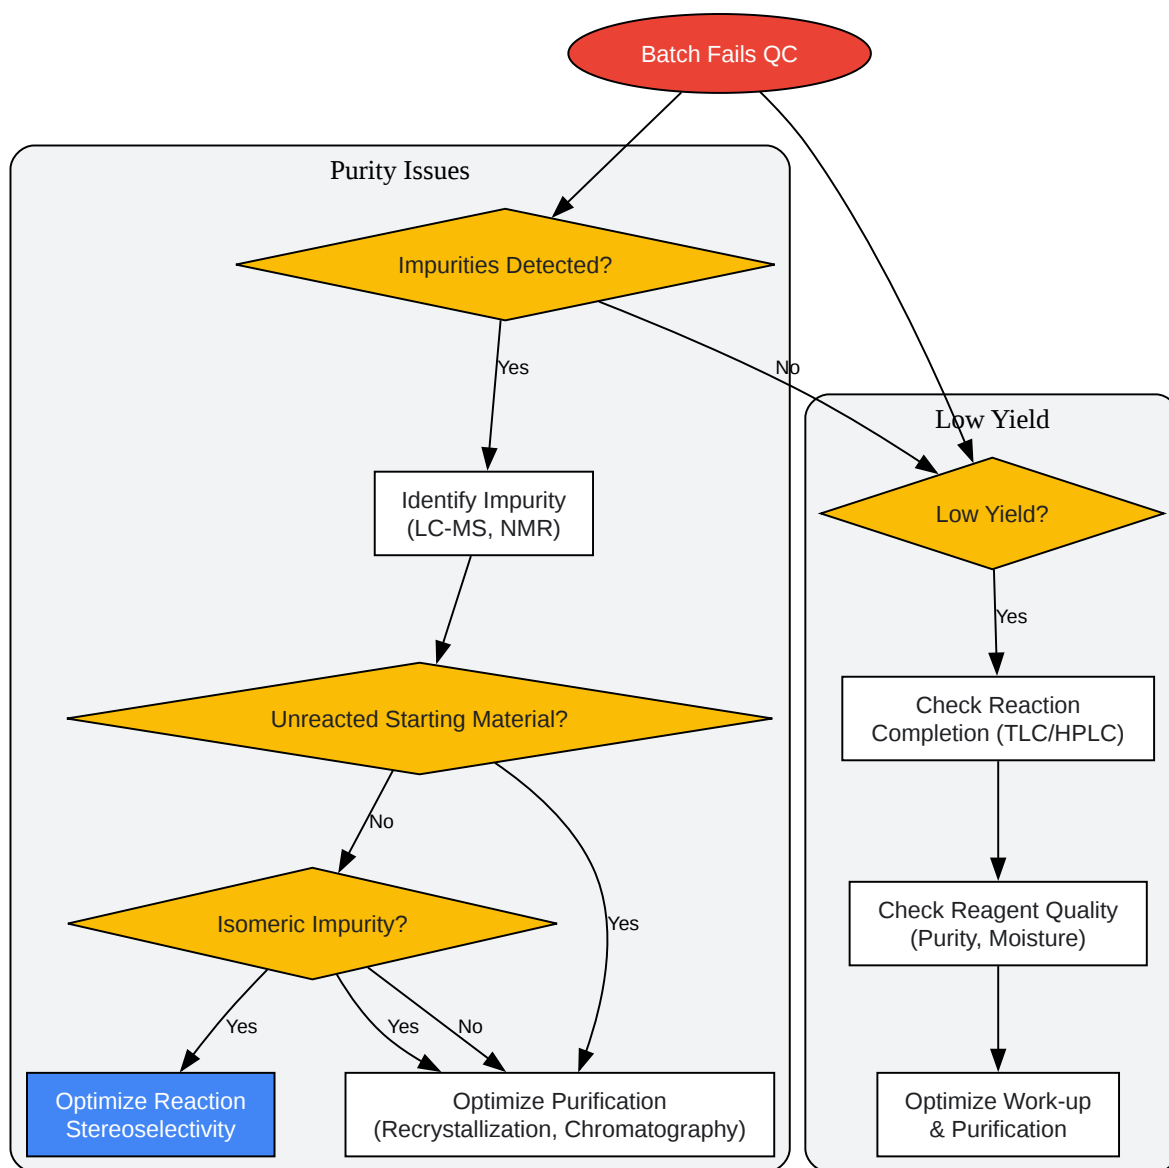 Batch Fails QC
Purity Issues
Impurities Detected?
Yes
No
Low Yield
Identify Impurity
(LC-MS, NMR)
Low Yield?
Yes
Unreacted Starting Material?
Check Reaction
Completion (TLC/HPLC)
No
Isomeric Impurity?
Yes
Check Reagent Quality
(Purity, Moisture)
Yes
Yes
No
Optimize Reaction
Stereoselectivity
Optimize Purification
(Recrystallization, Chromatography)
Optimize Work-up
& Purification